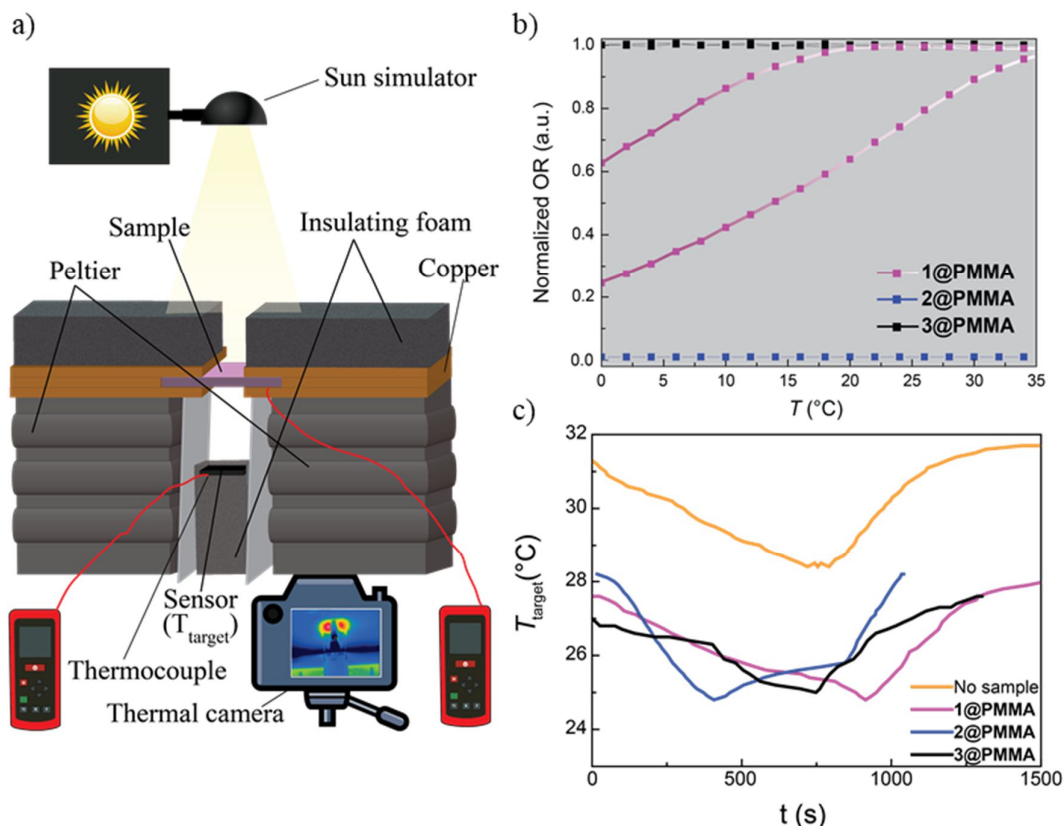 a)
Sun simulator
Sample
Insulating foam
Peltier
Copper
Sensor
(T_target)
Thermocouple
Thermal camera
b)
Normalized OR (a.u.)
1.0
0.8
0.6
0.4
0.2
0.0
1@PMMA
2@PMMA
3@PMMA
0 5 10 15 20 25 30 35
T (°C)
c)
T_target(°C)
32
30
28
26
24
No sample
1@PMMA
2@PMMA
3@PMMA
0 500 1000 1500
t (s)